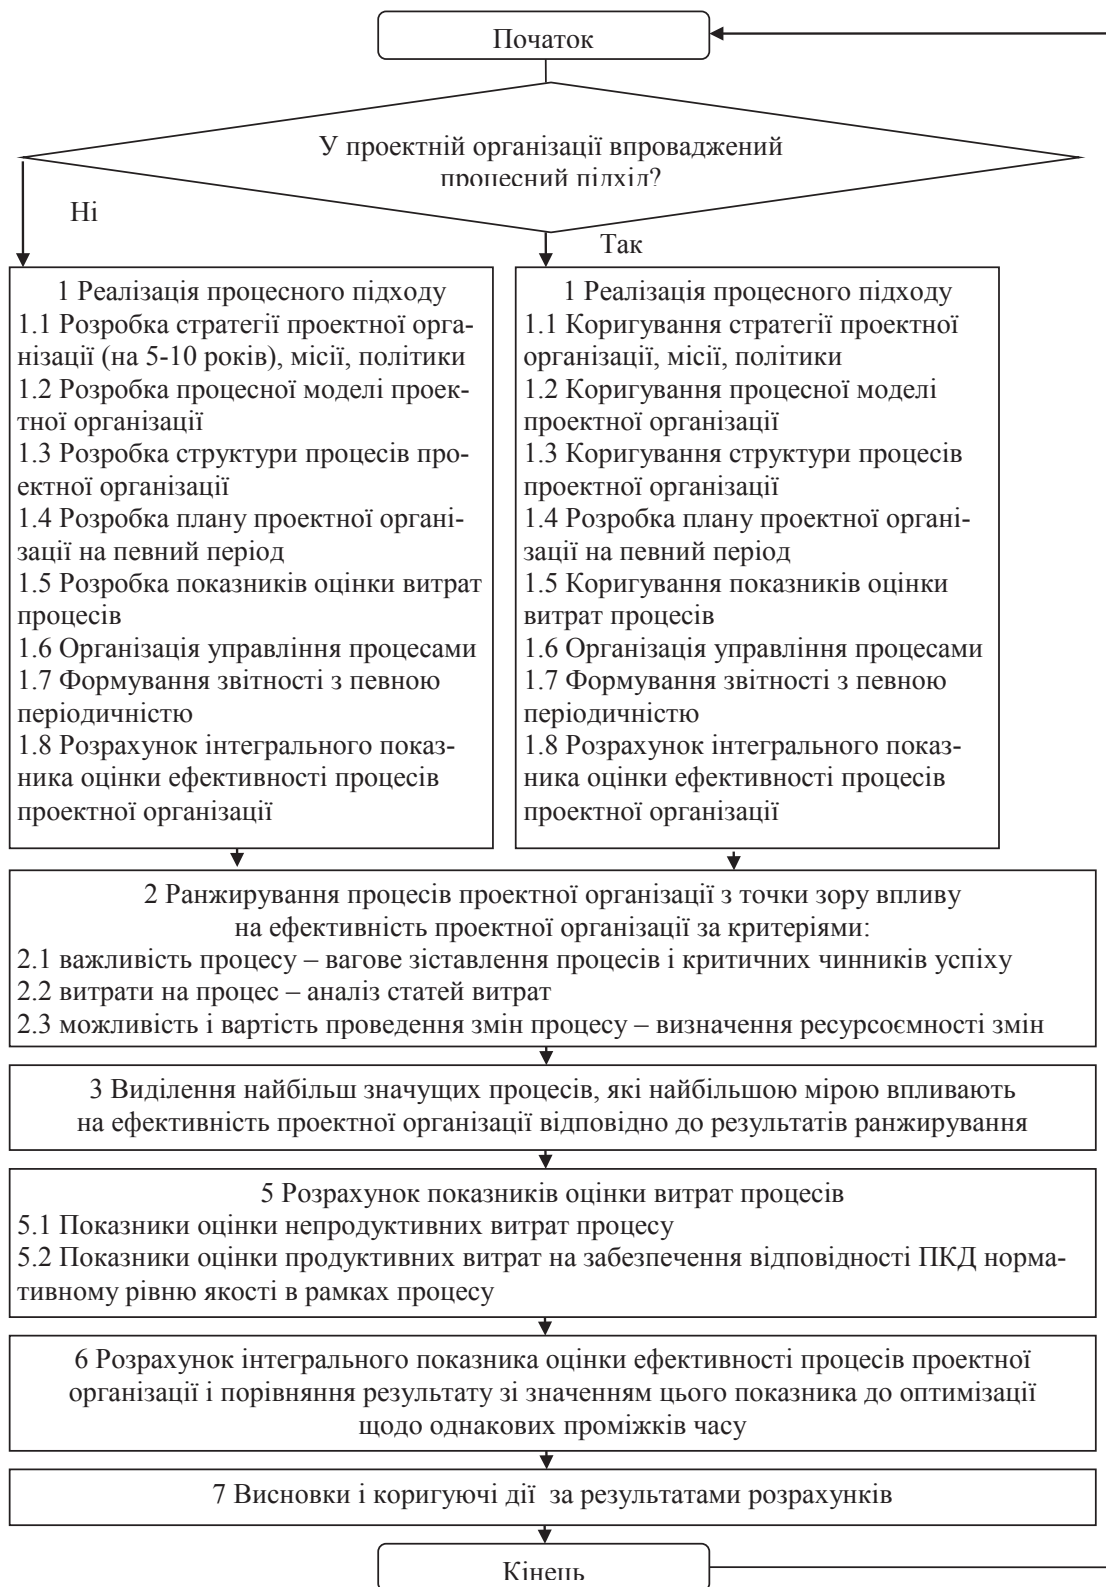 Початок
У проектній організації впроваджений
процесний підхід?
Ні
Так
1 Реалізація процесного підходу
1.1 Розробка стратегії проектної орга-
нізації (на 5-10 років), місії, політики
1.2 Розробка процесної моделі проек-
тної організації
1.3 Розробка структури процесів про-
ектної організації
1.4 Розробка плану проектної органі-
зації на певний період
1.5 Розробка показників оцінки витрат
процесів
1.6 Організація управління процесами
1.7 Формування звітності з певною
періодичністю
1.8 Розрахунок інтегрального показ-
ника оцінки ефективності процесів
проектної організації
1 Реалізація процесного підходу
1.1 Коригування стратегії проектної
організації, місії, політики
1.2 Коригування процесної моделі
проектної організації
1.3 Коригування структури процесів
проектної організації
1.4 Розробка плану проектної органі-
зації на певний період
1.5 Коригування показників оцінки
витрат процесів
1.6 Організація управління процесами
1.7 Формування звітності з певною
періодичністю
1.8 Розрахунок інтегрального показ-
ника оцінки ефективності процесів
проектної організації
2 Ранжирування процесів проектної організації з точки зору впливу
на ефективність проектної організації за критеріями:
2.1 важливість процесу – вагове зіставлення процесів і критичних чинників успіху
2.2 витрати на процес – аналіз статей витрат
2.3 можливість і вартість проведення змін процесу – визначення ресурсоємності змін
3 Виділення найбільш значущих процесів, які найбільшою мірою впливають
на ефективність проектної організації відповідно до результатів ранжирування
5 Розрахунок показників оцінки витрат процесів
5.1 Показники оцінки непродуктивних витрат процесу
5.2 Показники оцінки продуктивних витрат на забезпечення відповідності ПКД норма-
тивному рівню якості в рамках процесу
6 Розрахунок інтегрального показника оцінки ефективності процесів проектної
організації і порівняння результату зі значенням цього показника до оптимізації
щодо однакових проміжків часу
7 Висновки і коригуючі дії  за результатами розрахунків
Кінець